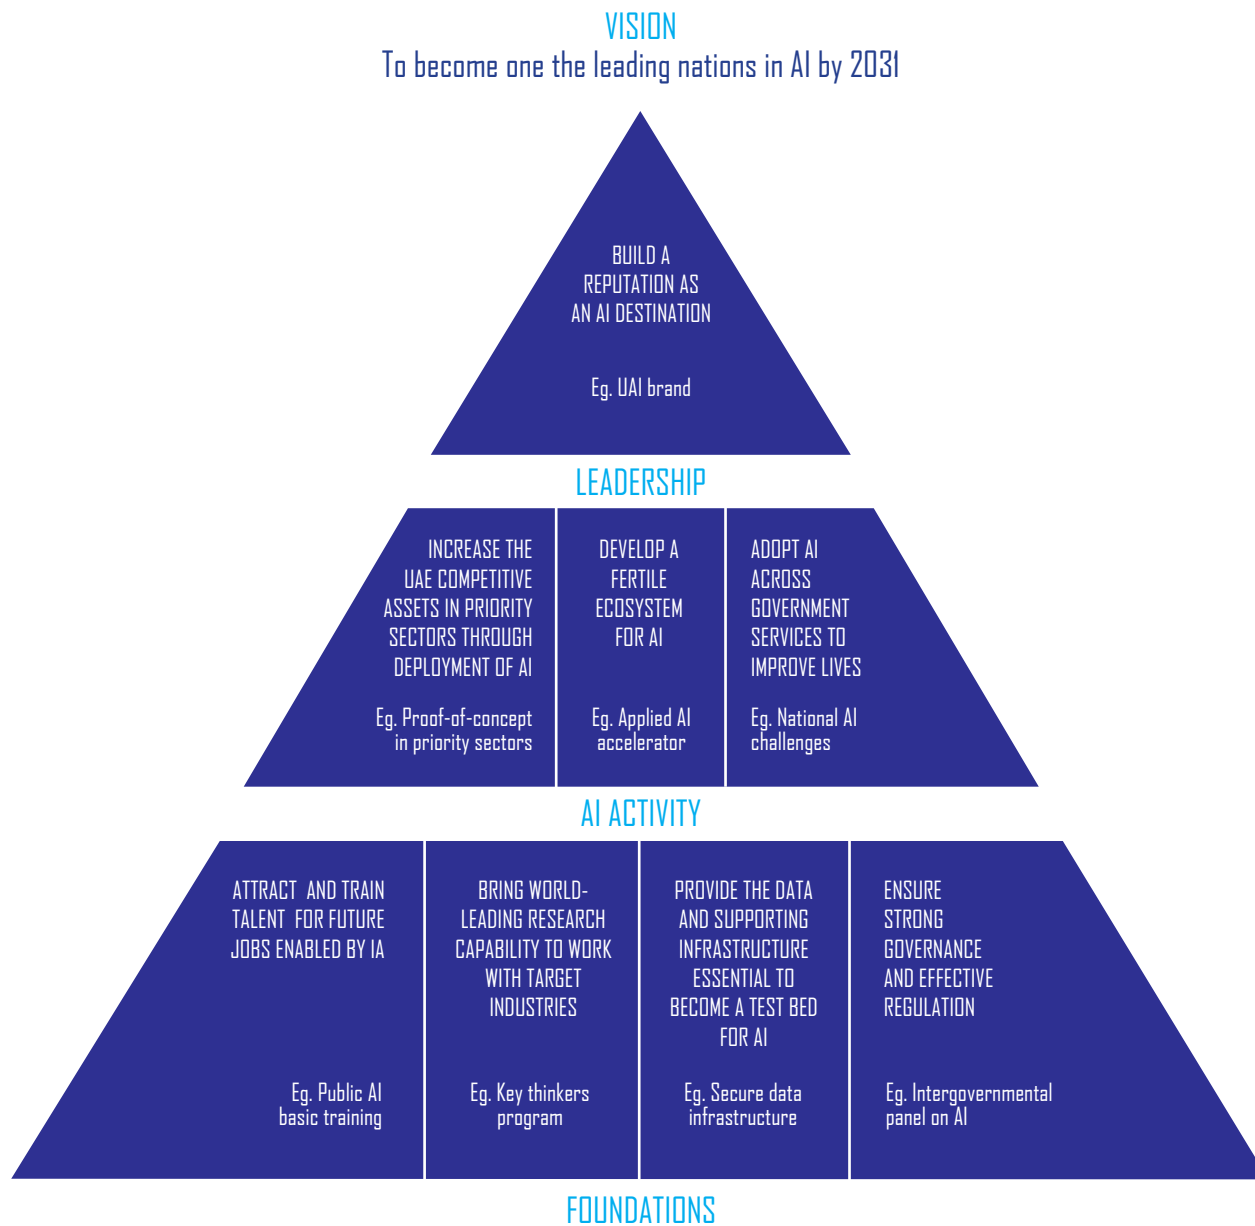 VISION
To become one the leading nations in AI by 2031
BUILD A
REPUTATION AS
AN AI DESTINATION
Eg. UAI brand
LEADERSHIP
INCREASE THE
UAE COMPETITIVE
ASSETS IN PRIORITY
SECTORS THROUGH
DEPLOYMENT OF AI
Eg. Proof-of-concept
in priority sectors
DEVELOP A
FERTILE
ECOSYSTEM
FOR AI
Eg. Applied AI
accelerator
ADOPT AI
ACROSS
GOVERNMENT
SERVICES TO
IMPROVE LIVES
Eg. National AI
challenges
AI ACTIVITY
ATTRACT AND TRAIN
TALENT FOR FUTURE
JOBS ENABLED BY IA
Eg. Public AI
basic training
BRING WORLD-
LEADING RESEARCH
CAPABILITY TO WORK
WITH TARGET
INDUSTRIES
Eg. Key thinkers
program
PROVIDE THE DATA
AND SUPPORTING
INFRASTRUCTURE
ESSENTIAL TO
BECOME A TEST BED
FOR AI
Eg. Secure data
infrastructure
ENSURE
STRONG
GOVERNANCE
AND EFFECTIVE
REGULATION
Eg. Intergovernmental
panel on AI
FOUNDATIONS